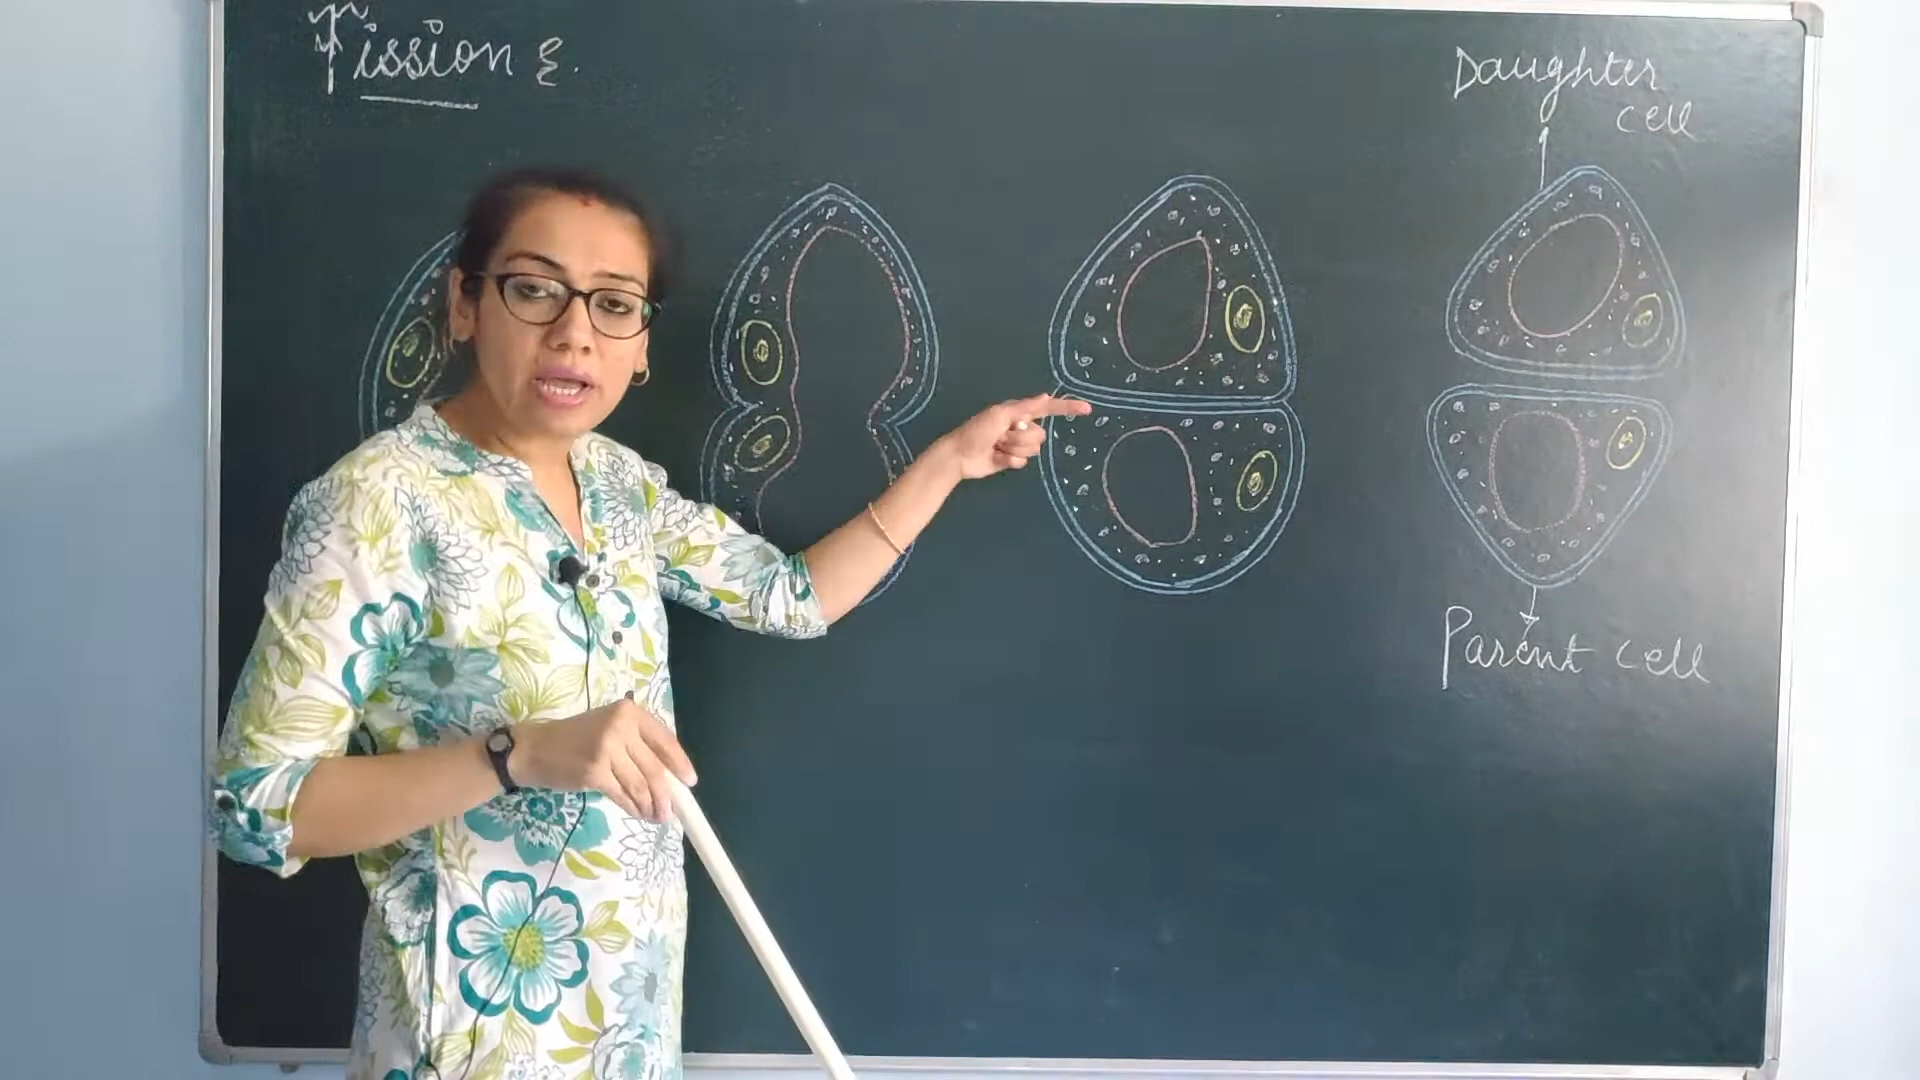 Fission
Daughter
cell
Parent cell